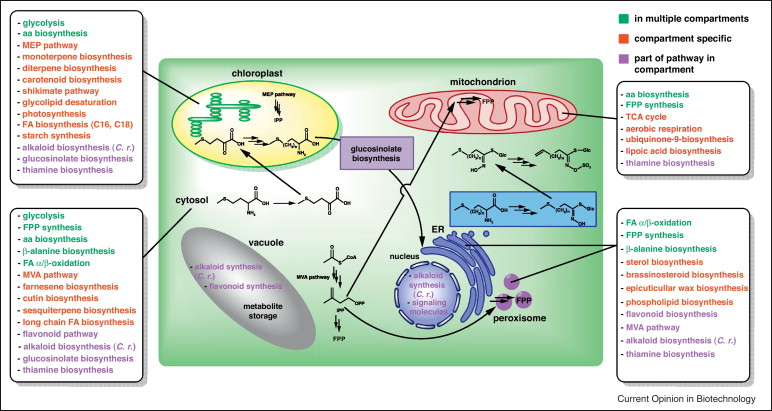 - glycolysis
- aa biosynthesis
- MEP pathway
- monoterpene biosynthesis
- diterpene biosynthesis
- carotenoid biosynthesis
- shikimate pathway
- glycolipid desaturation
- photosynthesis
- FA biosynthesis (C16, C18)
- starch synthesis
- alkaloid biosynthesis (C. r.)
- glucosinolate biosynthesis
- thiamine biosynthesis
in multiple compartments
compartment specific
part of pathway in
compartment
chloroplast
MEP pathway
IPP
glucosinolate
biosynthesis
mitochondrion
FPP
- aa biosynthesis
- FPP synthesis
- TCA cycle
- aerobic respiration
- ubiquinone-9-biosynthesis
- lipoic acid biosynthesis
- thiamine biosynthesis
cytosol
- glycolysis
- FPP synthesis
- aa biosynthesis
- β-alanine biosynthesis
- FA α/β-oxidation
- MVA pathway
- farnesene biosynthesis
- cutin biosynthesis
- sesquiterpene biosynthesis
- long chain FA biosynthesis
- flavonoid pathway
- alkaloid biosynthesis (C. r.)
- glucosinolate biosynthesis
- thiamine biosynthesis
vacuole
- alkaloid synthesis
(C. r.)
- flavonoid synthesis
metabolite
storage
MVA pathway
CoA
OPP
IPP
FPP
ER
nucleus
- alkaloid
synthesis
(C. r.)
- signaling
molecules
FPP
peroxisome
- FA α/β-oxidation
- FPP synthesis
- β-alanine biosynthesis
- sterol biosynthesis
- brassinosteroid biosynthesis
- epicuticular wax biosynthesis
- phospholipid biosynthesis
- flavonoid biosynthesis
- MVA pathway
- alkaloid biosynthesis (C. r.)
- thiamine biosynthesis
Current Opinion in Biotechnology